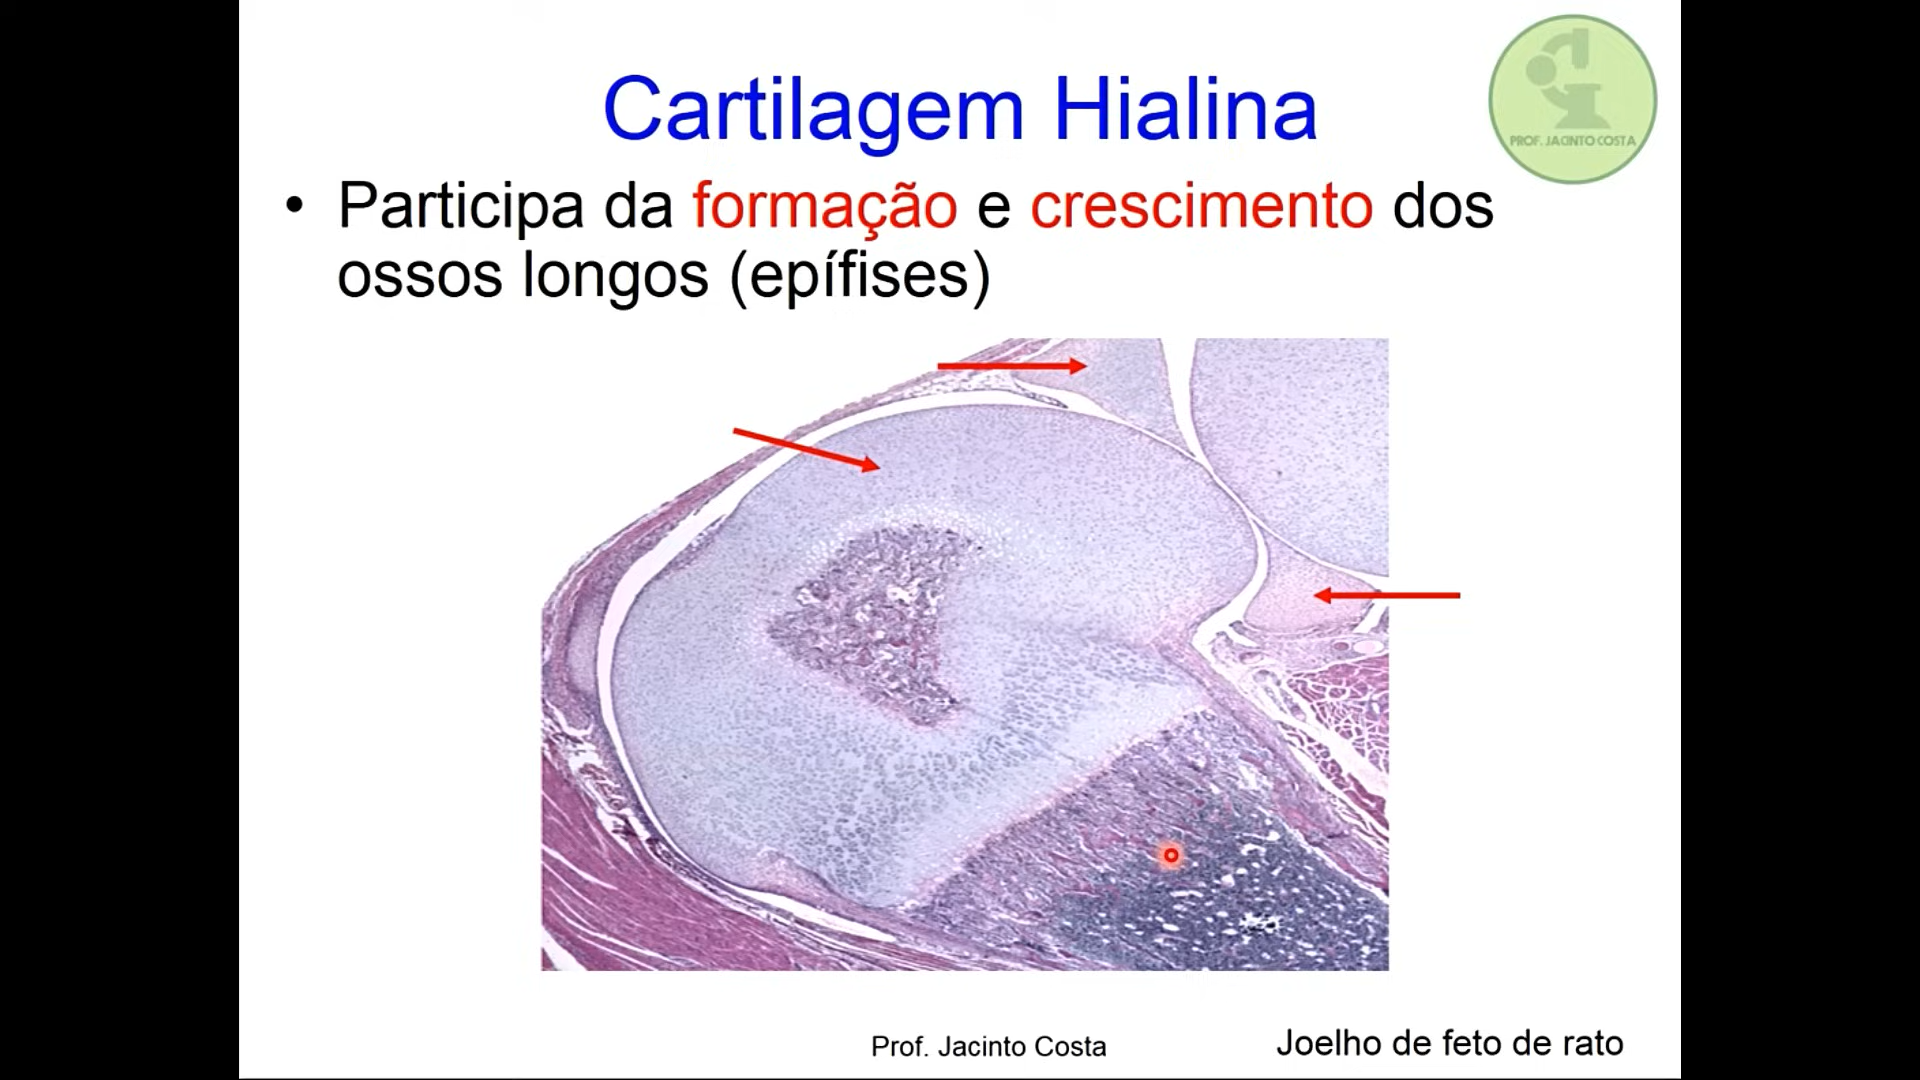 PROF. JACINTO COSTA
Cartilagem Hialina
• Participa da formação e crescimento dos
ossos longos (epífises)
Prof. Jacinto Costa
Joelho de feto de rato